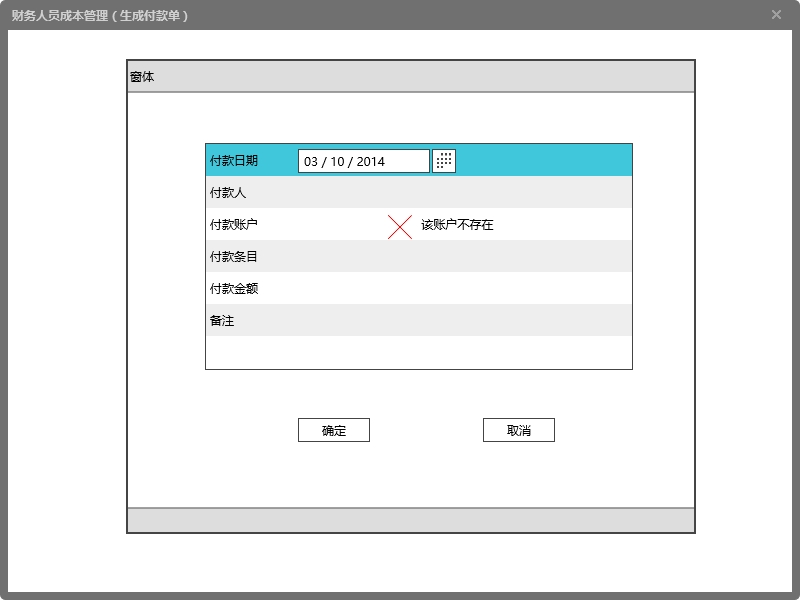 财务人员成本管理（生成付款单）
窗体
付款日期 03 / 10 / 2014
付款人
付款账户 该账户不存在
付款条目
付款金额
备注
确定 取消